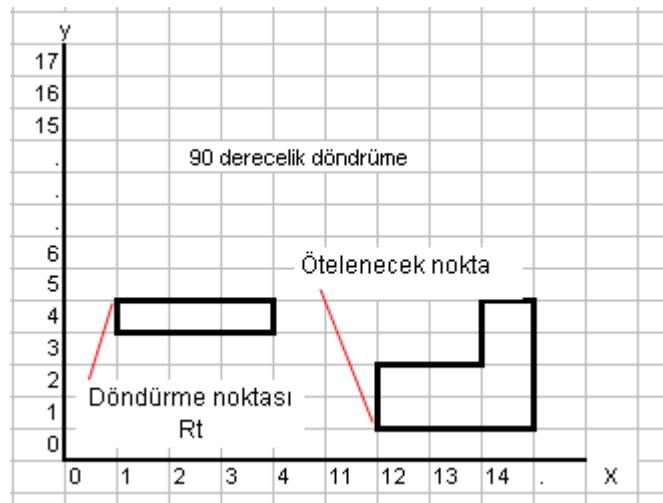 y
17
16
15
.
90 derecelik döndrüme
.
.
6
Ötelenecek nokta
5
4
3
2
Döndürme noktası
1
Rt
0
0 1 2 3 4 11 12 13 14 . X